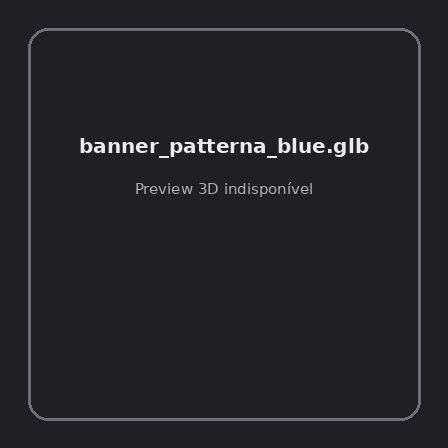 banner_patterna_blue.glb
Preview 3D indisponível